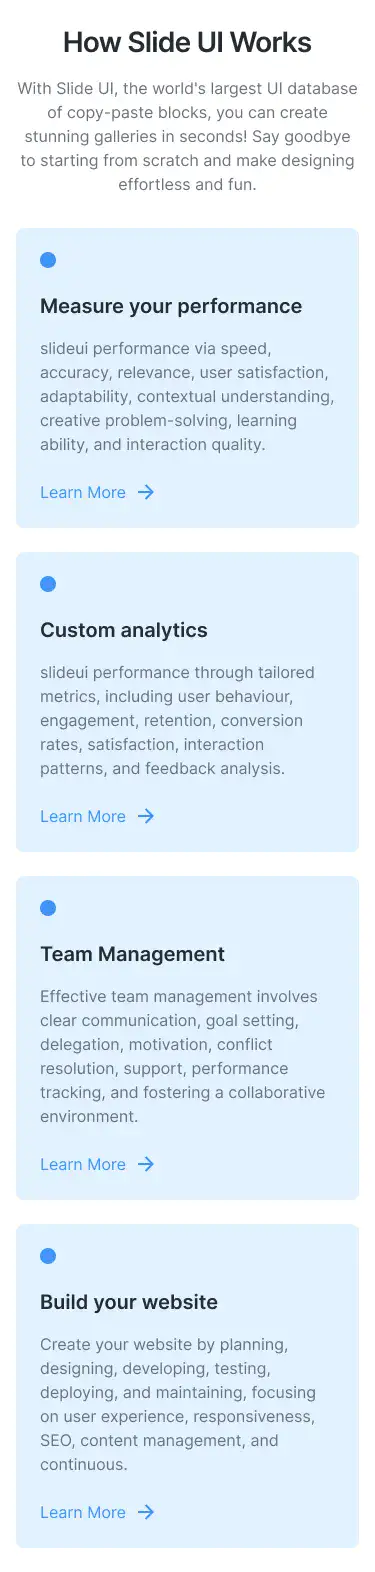 How Slide UI Works
With Slide UI, the world's largest UI database
of copy-paste blocks, you can create
stunning galleries in seconds! Say goodbye
to starting from scratch and make designing
effortless and fun.
Measure your performance
slideui performance via speed,
accuracy, relevance, user satisfaction,
adaptability, contextual understanding,
creative problem-solving, learning
ability, and interaction quality.
Learn More
Custom analytics
slideui performance through tailored
metrics, including user behaviour,
engagement, retention, conversion
rates, satisfaction, interaction
patterns, and feedback analysis.
Learn More
Team Management
Effective team management involves
clear communication, goal setting,
delegation, motivation, conflict
resolution, support, performance
tracking, and fostering a collaborative
environment.
Learn More
Build your website
Create your website by planning,
designing, developing, testing,
deploying, and maintaining, focusing
on user experience, responsiveness,
SEO, content management, and
continuous.
Learn More